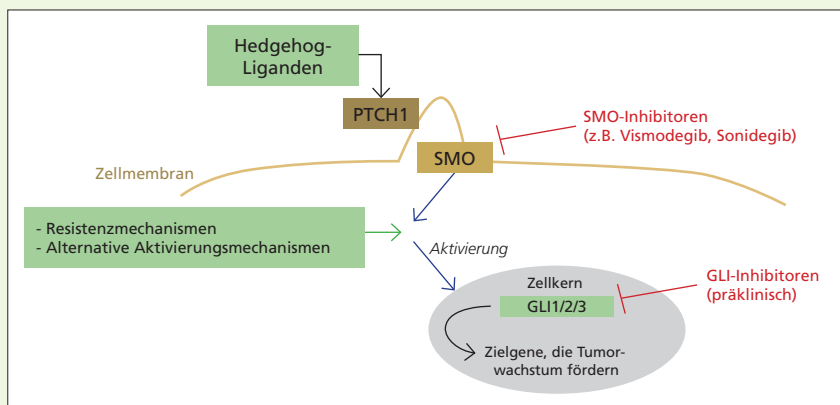 Hedgehog-
Liganden
PTCH1
SMO-Inhibitoren
(z.B. Vismodegib, Sonidegib)
SMO
Zellmembran
- Resistenzmechanismen
- Alternative Aktivierungsmechanismen
Aktivierung
Zellkern
GLI1/2/3
GLI-Inhibitoren
(präklinisch)
Zielgene, die Tumor-
wachstum fördern